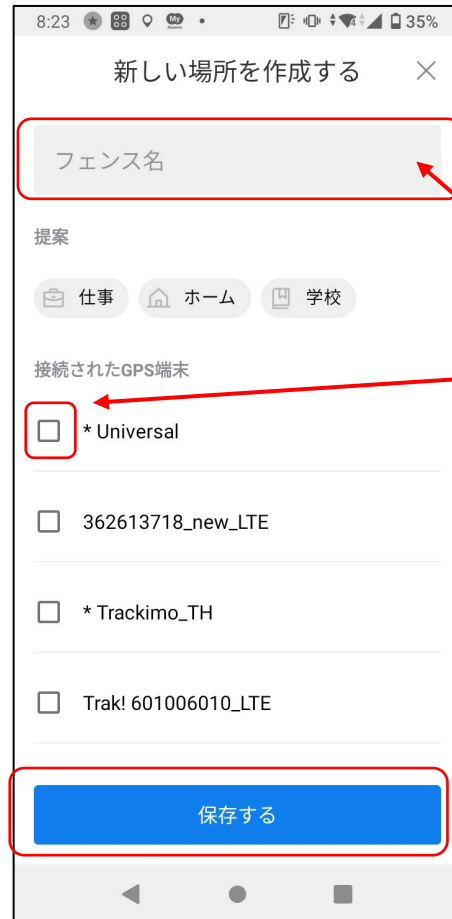 8:23 My 35%
新しい場所を作成する
フェンス名
提案
仕事 ホーム 学校
接続されたGPS端末
* Universal
362613718_new_LTE
* Trackimo_TH
Trak! 601006010_LTE
保存する